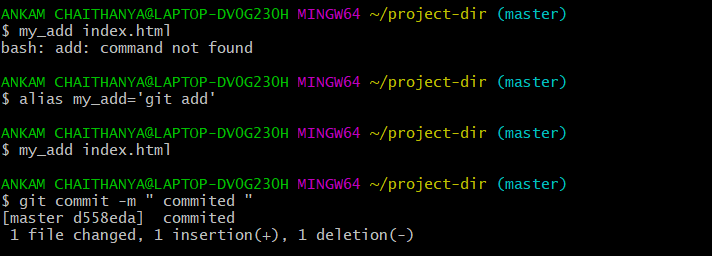 ANKAM CHAITHANYA@LAPTOP-DV0G230H MINGW64 ~/project-dir (master)
$ my_add index.html
bash: add: command not found
ANKAM CHAITHANYA@LAPTOP-DV0G230H MINGW64 ~/project-dir (master)
$ alias my_add='git add'
ANKAM CHAITHANYA@LAPTOP-DV0G230H MINGW64 ~/project-dir (master)
$ my_add index.html
ANKAM CHAITHANYA@LAPTOP-DV0G230H MINGW64 ~/project-dir (master)
$ git commit -m " commited "
[master d558eda]  commited
 1 file changed, 1 insertion(+), 1 deletion(-)